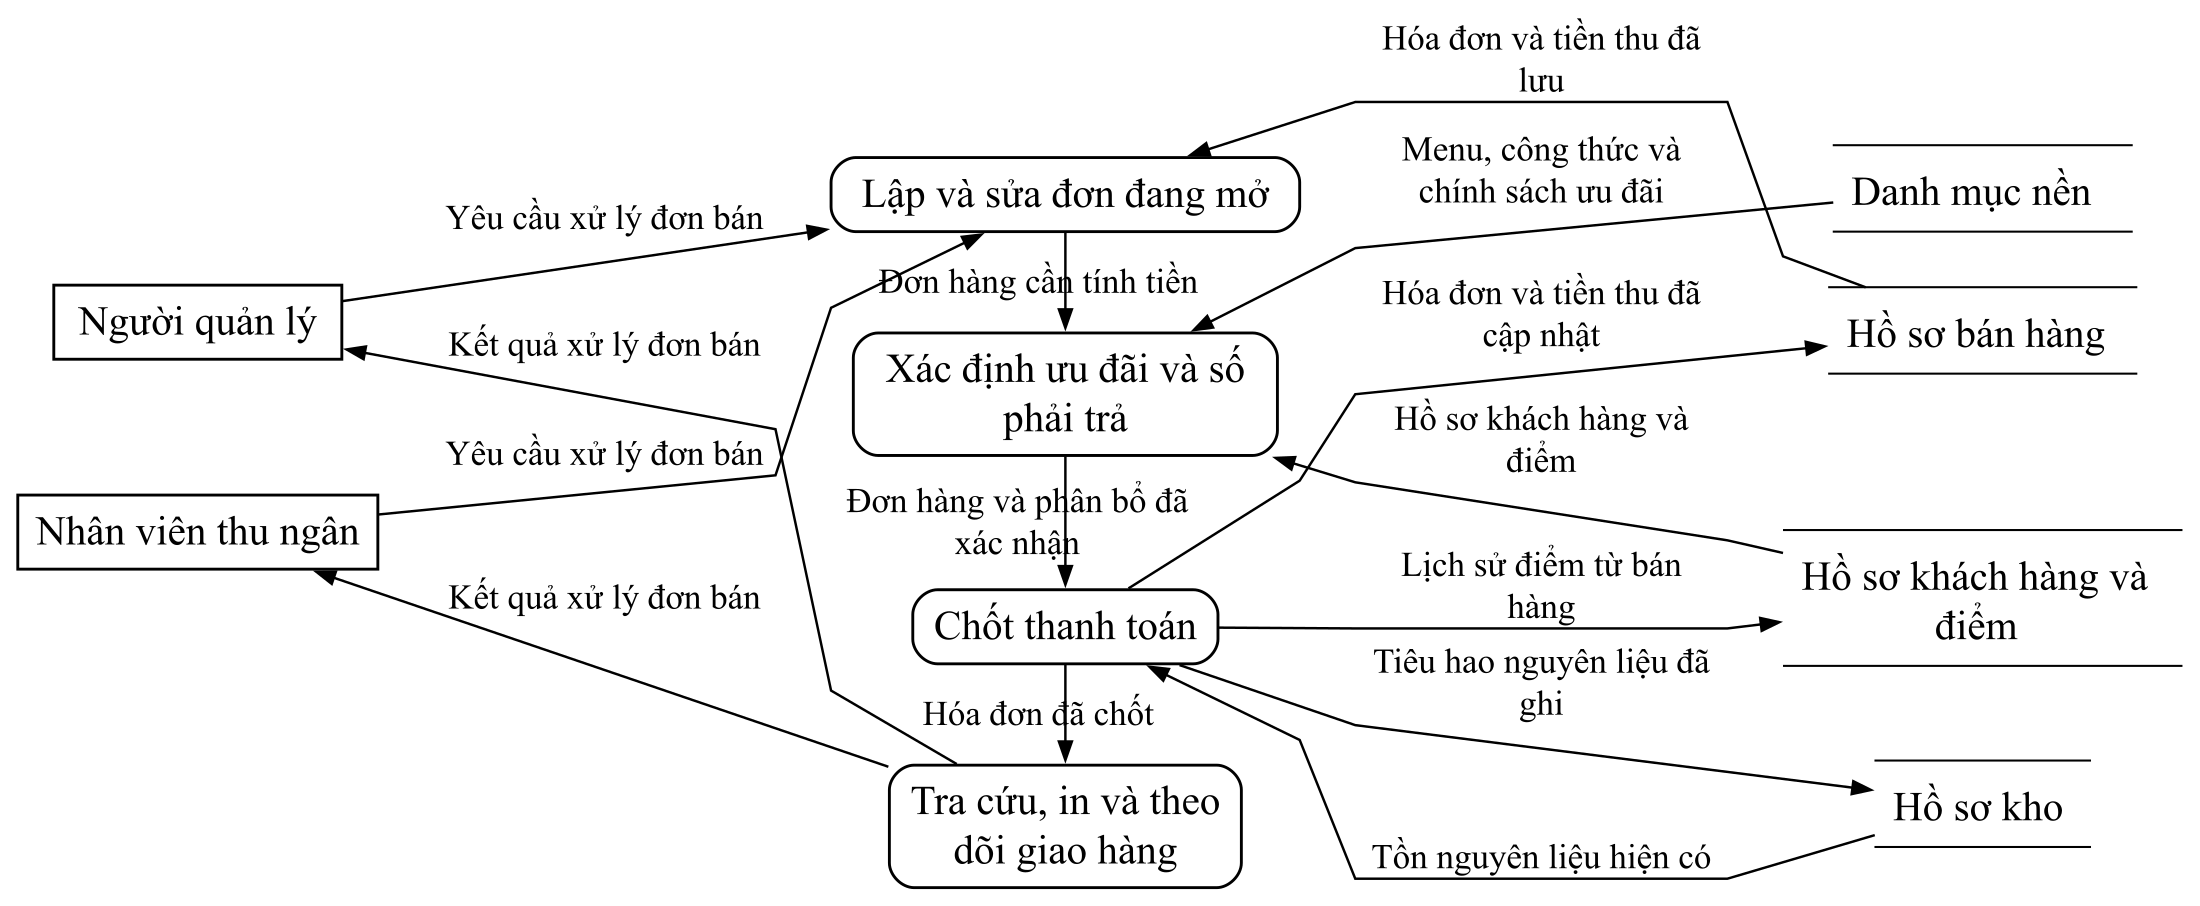 Hóa đơn và tiền thu đã
lưu
Menu, công thức và
chính sách ưu đãi
Danh mục nền
Lập và sửa đơn đang mở
Yêu cầu xử lý đơn bán
Đơn hàng cần tính tiền
Người quản lý
Hóa đơn và tiền thu đã
cập nhật
Hồ sơ bán hàng
Kết quả xử lý đơn bán
Xác định ưu đãi và số
phải trả
Hồ sơ khách hàng và
điểm
Yêu cầu xử lý đơn bán
Đơn hàng và phân bổ đã
xác nhận
Nhân viên thu ngân
Lịch sử điểm từ bán
hàng
Hồ sơ khách hàng và
điểm
Kết quả xử lý đơn bán
Chốt thanh toán
Tiêu hao nguyên liệu đã
ghi
Hóa đơn đã chốt
Tra cứu, in và theo
dõi giao hàng
Hồ sơ kho
Tồn nguyên liệu hiện có